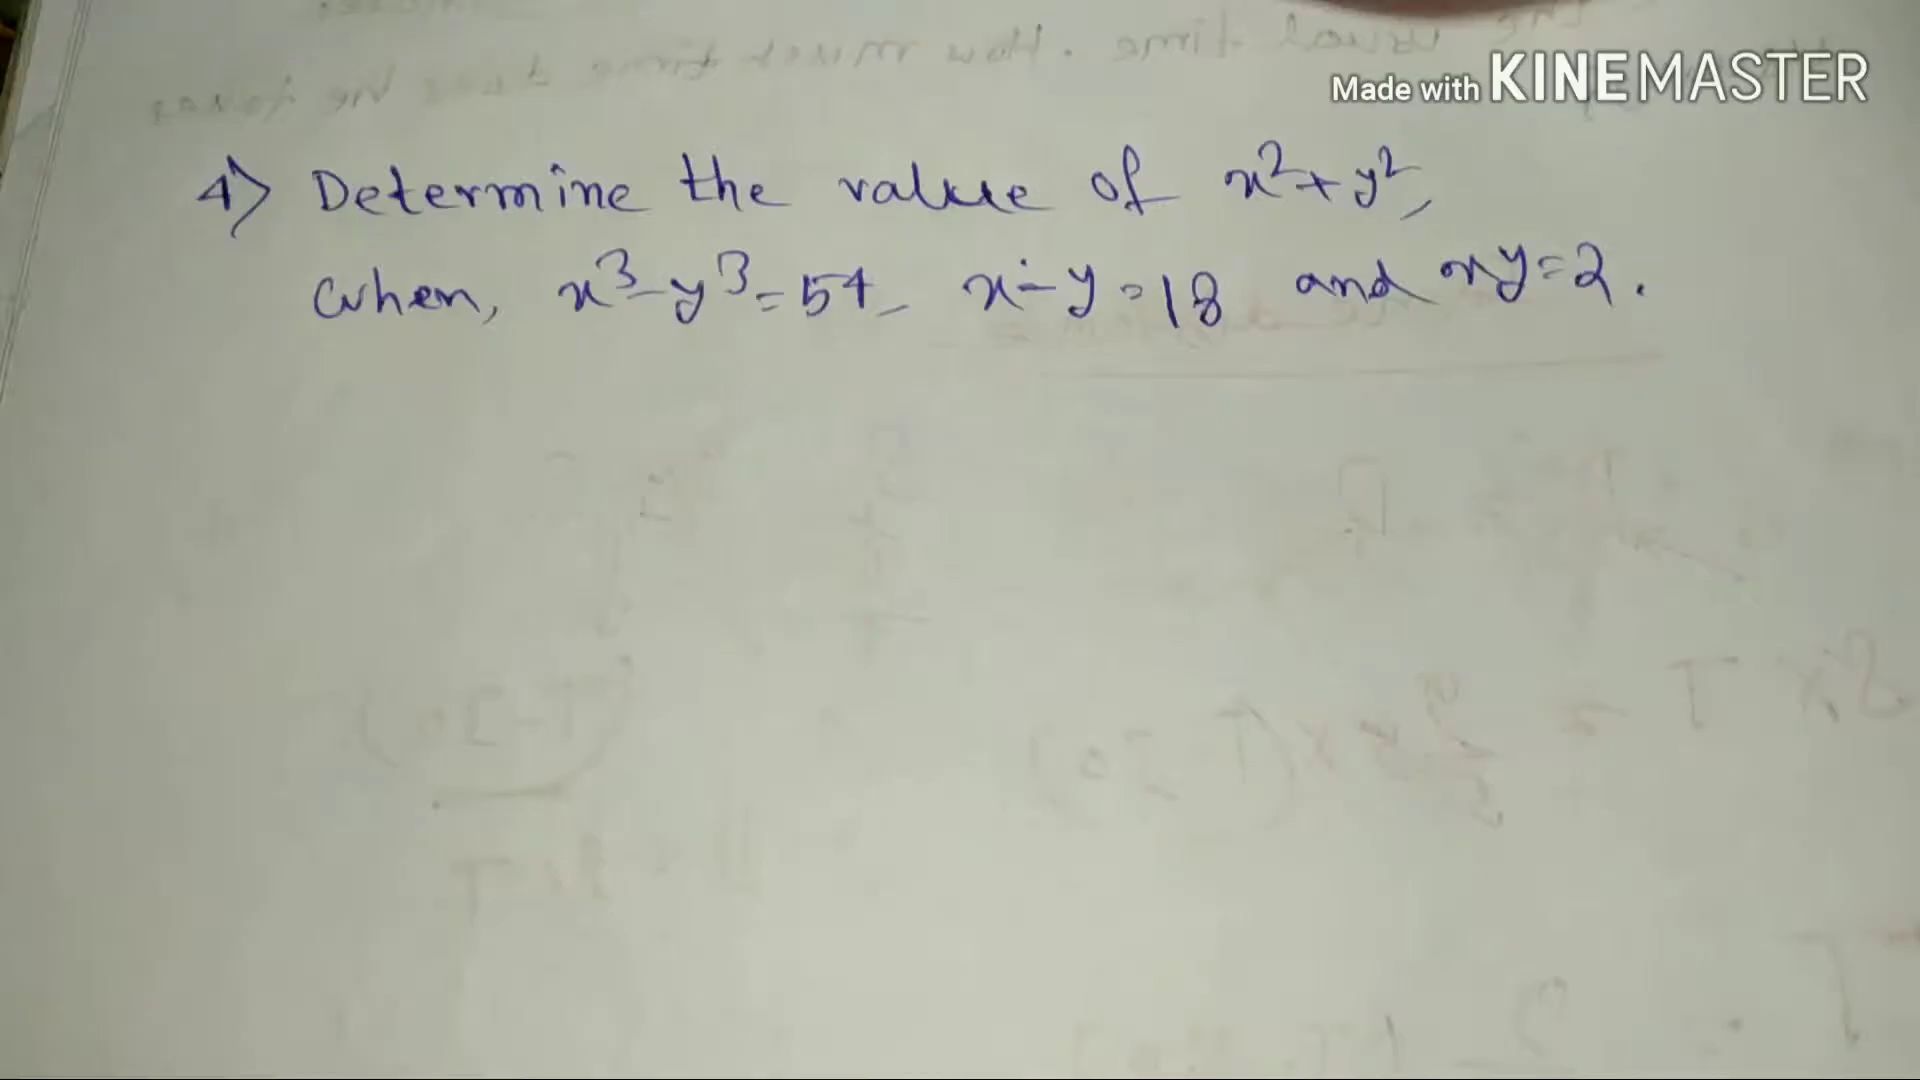 Made with KINEMASTER
4) Determine the value of x²+y²,
when, x³-y³=54, x-y=18 and xy=2.